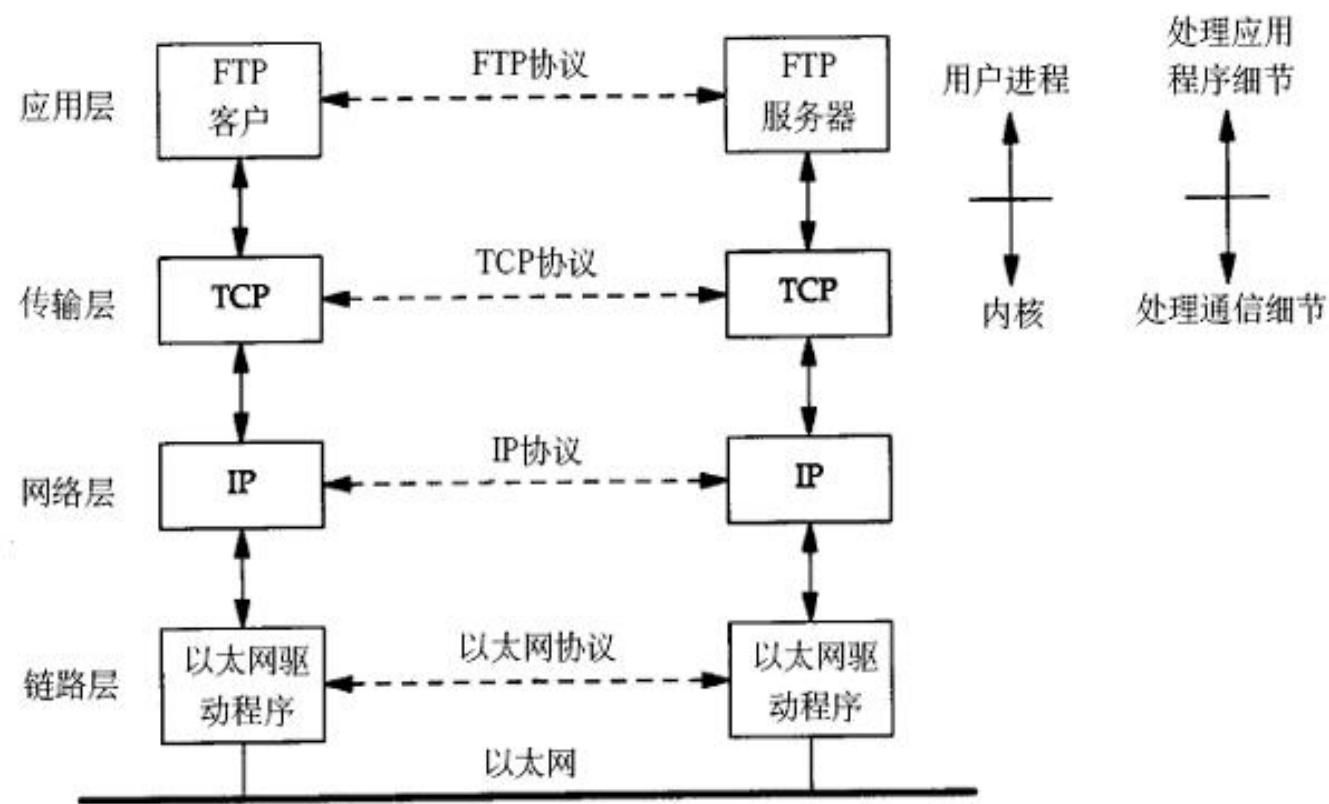 处理应用
程序细节
用户进程
应用层
FTP
客户
FTP协议
FTP
服务器
传输层
TCP
TCP协议
TCP
内核
处理通信细节
网络层
IP
IP协议
IP
链路层
以太网驱
动程序
以太网协议
以太网驱
动程序
以太网